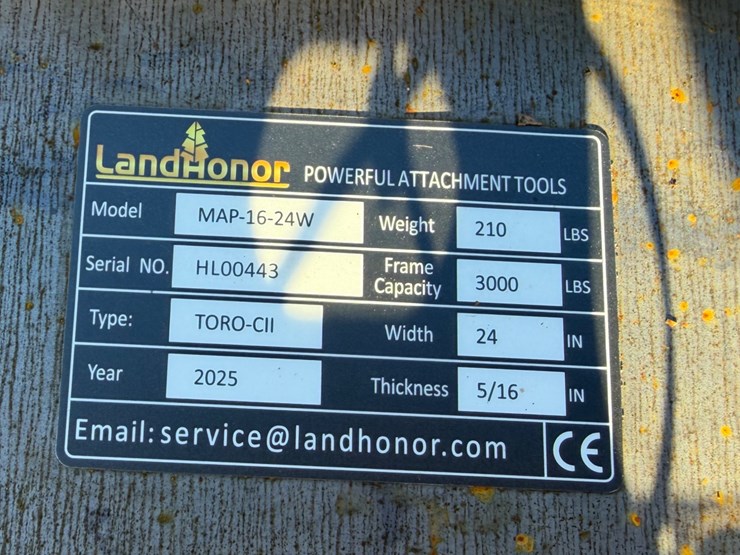 LandHonor POWERFUL ATTACHMENT TOOLS
Model MAP-16-24W Weight 210 LBS
Serial NO. HL00443 Frame Capacity 3000 LBS
Type: TORO-CII Width 24 IN
Year 2025 Thickness 5/16 IN
Email: service@landhonor.com CE